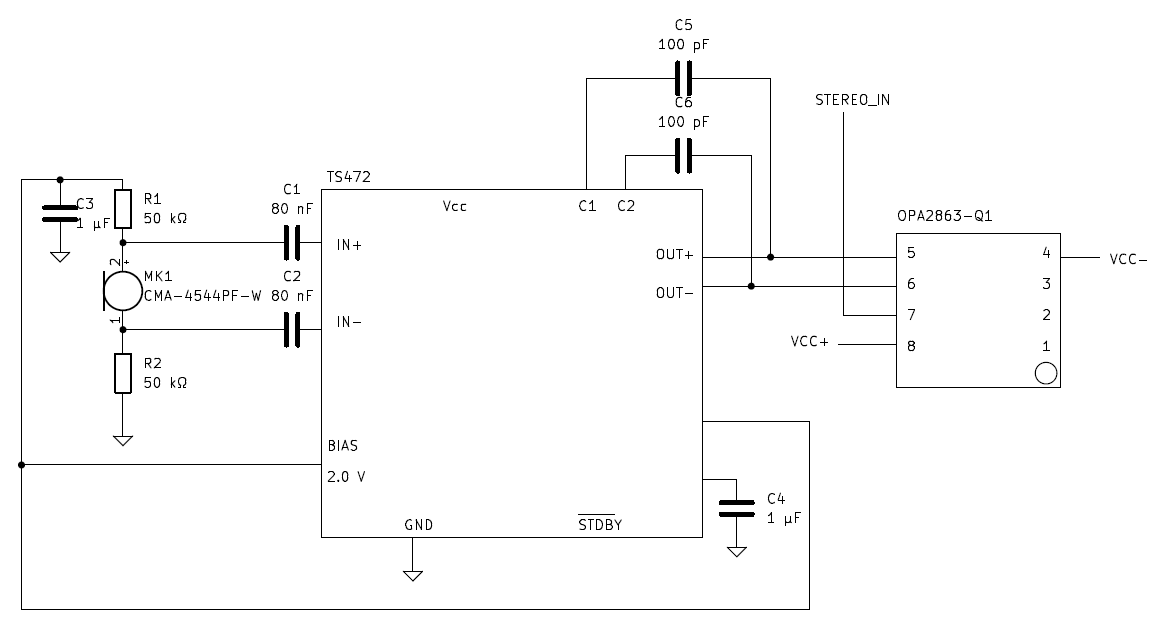 C5
100 pF
C6
100 pF
STEREO_IN
TS472
C1
80 nF
R1
50 kΩ
C3
1 µF
Vcc
C1
C2
OPA2863-Q1
IN+
OUT+
5
4
VCC-
2
+
MK1
CMA-4544PF-W
C2
80 nF
OUT-
6
3
1
IN-
7
2
VCC+
8
1
R2
50 kΩ
BIAS
2.0 V
C4
1 µF
GND
STDBY